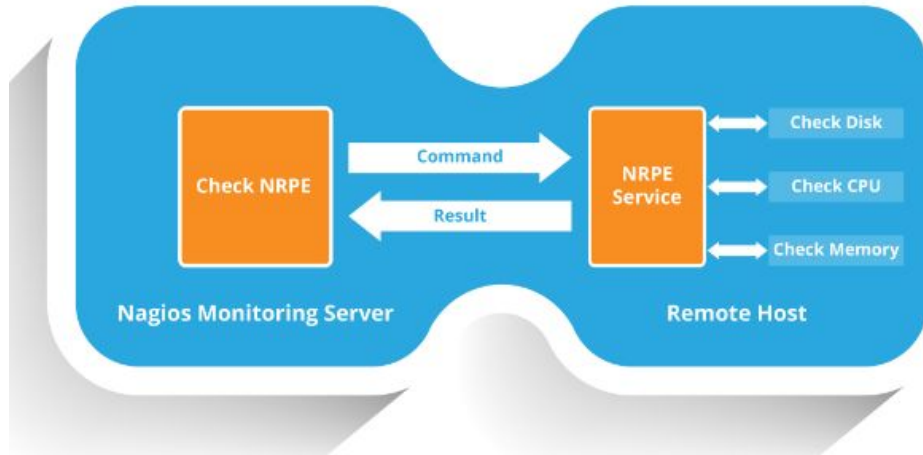 Check NRPE
Command
Result
NRPE
Service
Check Disk
Check CPU
Check Memory
Nagios Monitoring Server
Remote Host